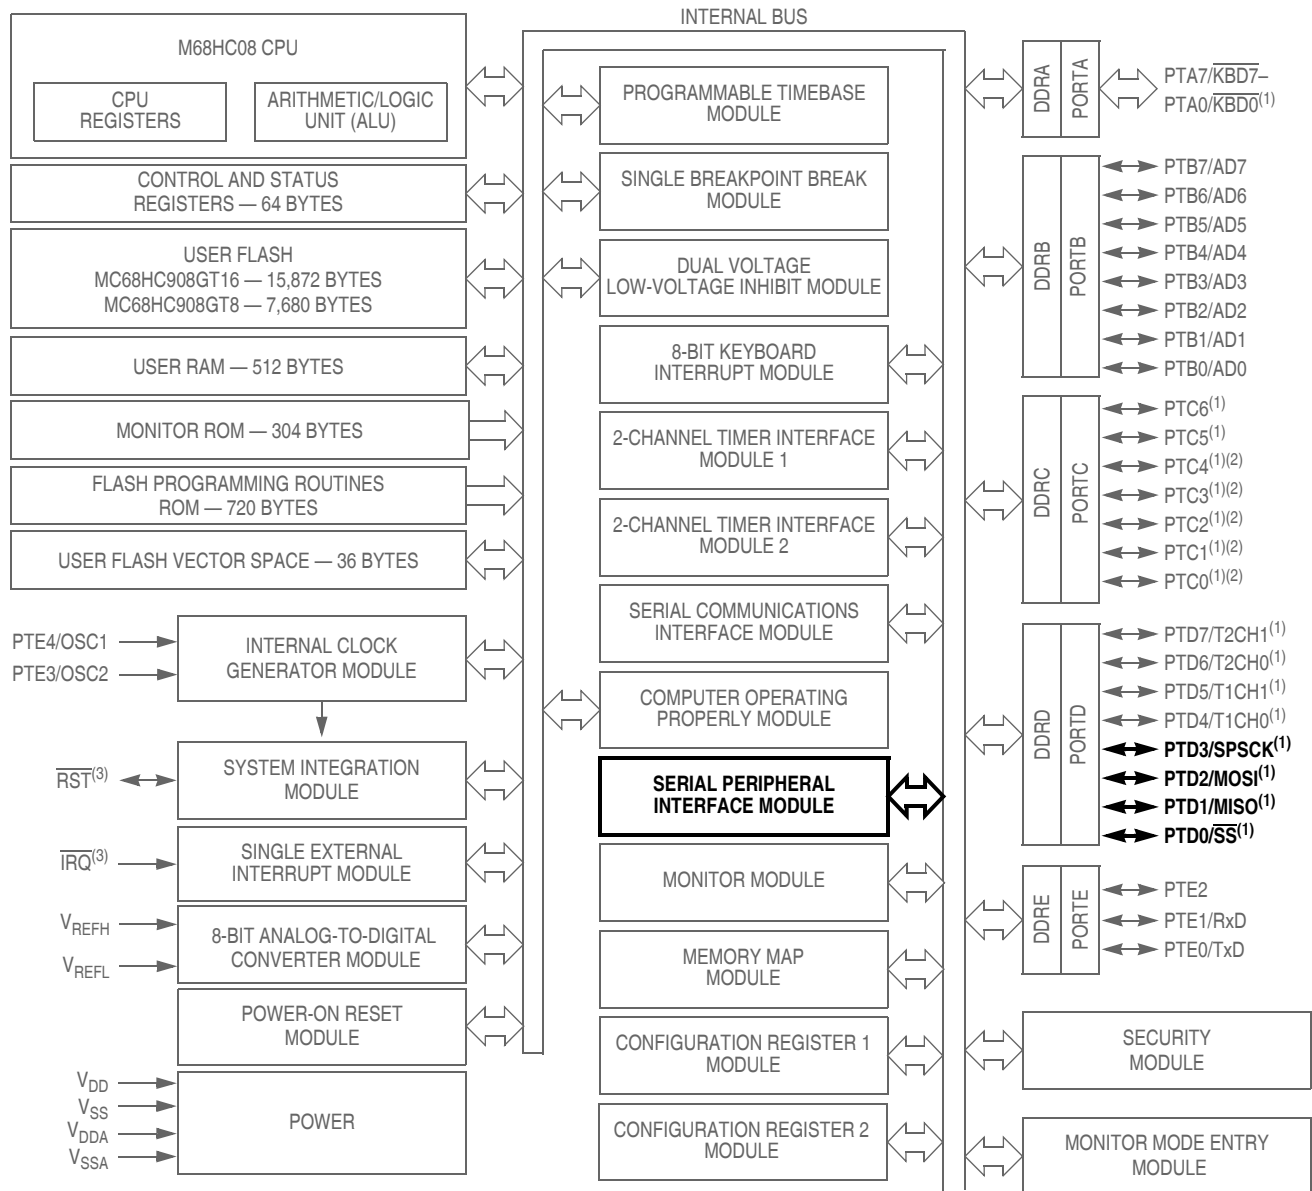 INTERNAL BUS
M68HC08 CPU
CPU
REGISTERS
ARITHMETIC/LOGIC
UNIT (ALU)
CONTROL AND STATUS
REGISTERS — 64 BYTES
USER FLASH
MC68HC908GT16 — 15,872 BYTES
MC68HC908GT8 — 7,680 BYTES
USER RAM — 512 BYTES
MONITOR ROM — 304 BYTES
FLASH PROGRAMMING ROUTINES
ROM — 720 BYTES
USER FLASH VECTOR SPACE — 36 BYTES
PTE4/OSC1
PTE3/OSC2
INTERNAL CLOCK
GENERATOR MODULE
RST(3)
SYSTEM INTEGRATION
MODULE
IRQ(3)
SINGLE EXTERNAL
INTERRUPT MODULE
VREFH
VREFL
8-BIT ANALOG-TO-DIGITAL
CONVERTER MODULE
POWER-ON RESET
MODULE
VDD
VSS
VDDA
VSSA
POWER
PROGRAMMABLE TIMEBASE
MODULE
SINGLE BREAKPOINT BREAK
MODULE
DUAL VOLTAGE
LOW-VOLTAGE INHIBIT MODULE
8-BIT KEYBOARD
INTERRUPT MODULE
2-CHANNEL TIMER INTERFACE
MODULE 1
2-CHANNEL TIMER INTERFACE
MODULE 2
SERIAL COMMUNICATIONS
INTERFACE MODULE
COMPUTER OPERATING
PROPERLY MODULE
SERIAL PERIPHERAL
INTERFACE MODULE
MONITOR MODULE
MEMORY MAP
MODULE
CONFIGURATION REGISTER 1
MODULE
CONFIGURATION REGISTER 2
MODULE
DDRA
PORTA
PTA7/KBD7–
PTA0/KBD0(1)
DDRB
PORTB
PTB7/AD7
PTB6/AD6
PTB5/AD5
PTB4/AD4
PTB3/AD3
PTB2/AD2
PTB1/AD1
PTB0/AD0
DDRC
PORTC
PTC6(1)
PTC5(1)
PTC4(1)(2)
PTC3(1)(2)
PTC2(1)(2)
PTC1(1)(2)
PTC0(1)(2)
DDRD
PORTD
PTD7/T2CH1(1)
PTD6/T2CH0(1)
PTD5/T1CH1(1)
PTD4/T1CH0(1)
PTD3/SPSCK(1)
PTD2/MOSI(1)
PTD1/MISO(1)
PTD0/SS(1)
DDRE
PORTE
PTE2
PTE1/RxD
PTE0/TxD
SECURITY
MODULE
MONITOR MODE ENTRY
MODULE